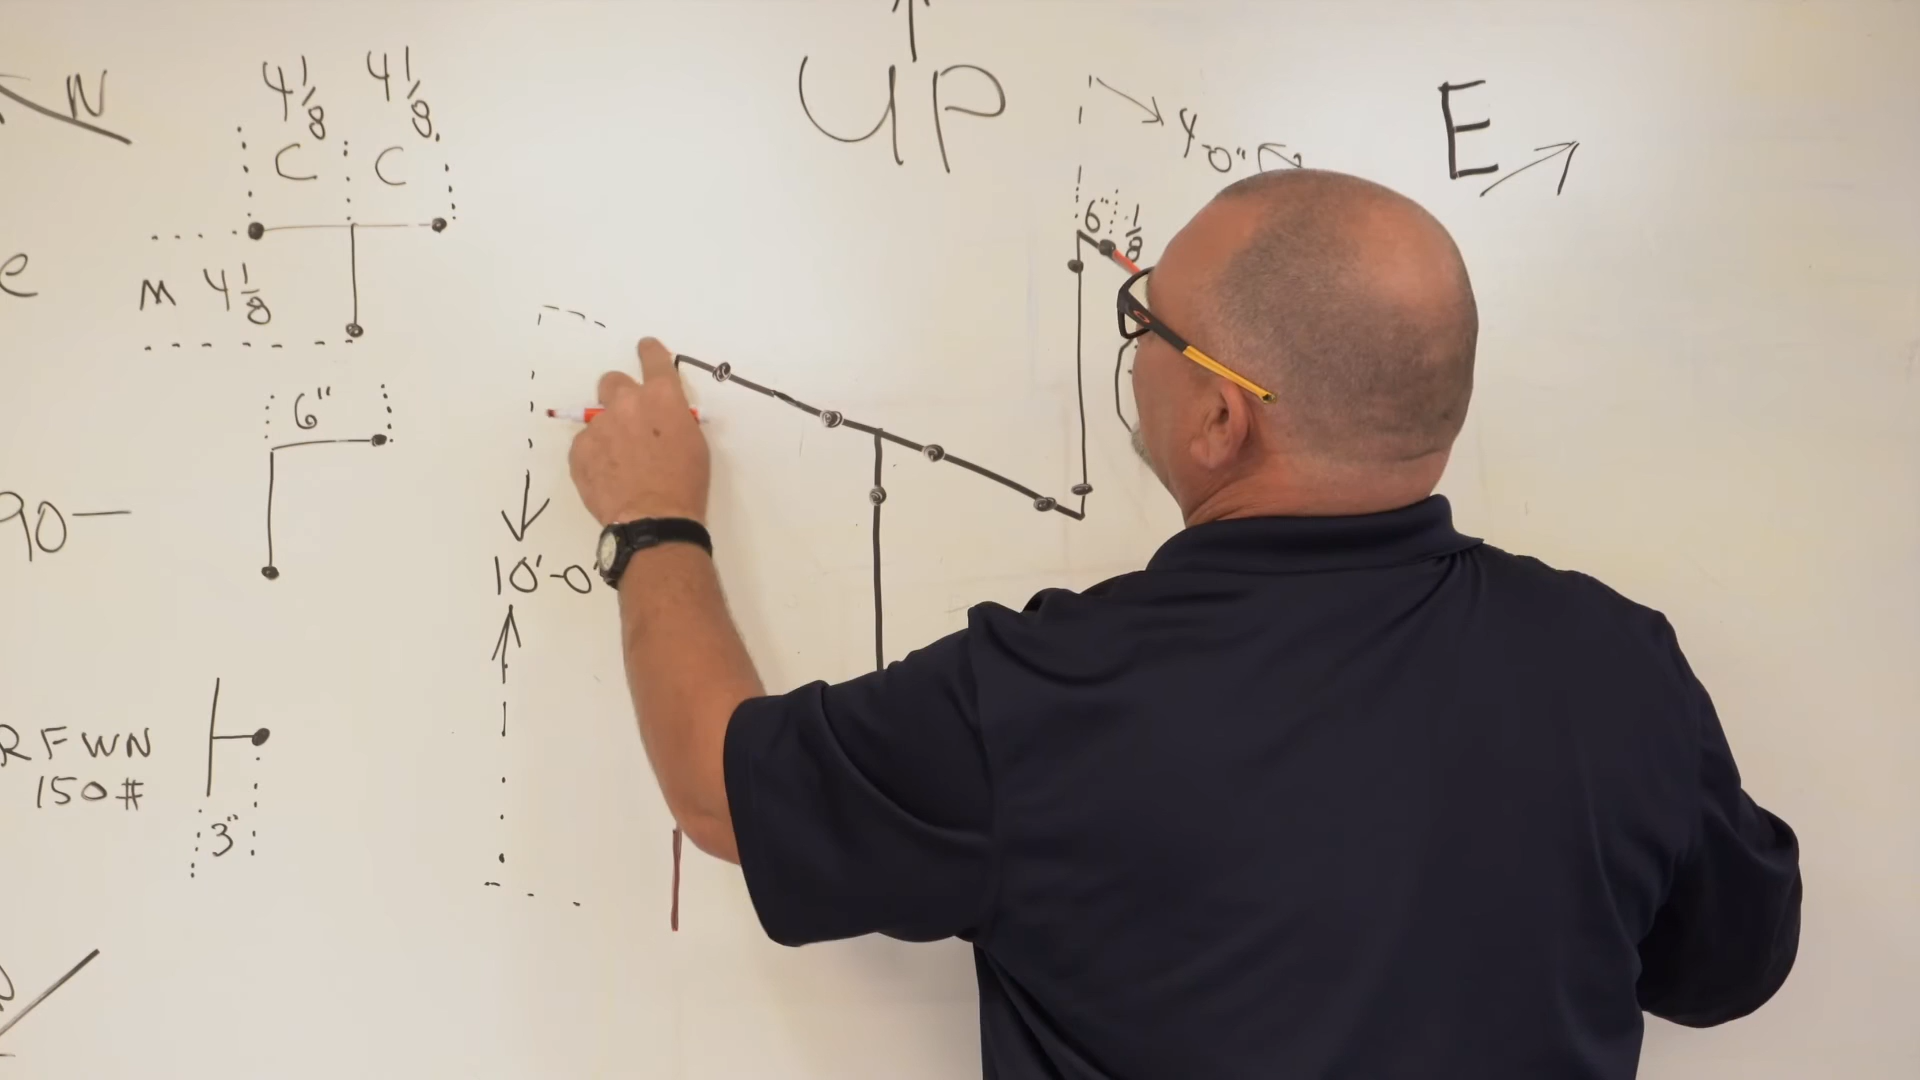 N
4 1/8 4 1/8
C C
M 4 1/8
e
6"
90—
RFWN
150#
3"
UP
E
4'-0"
6" 1/8
10'-0"